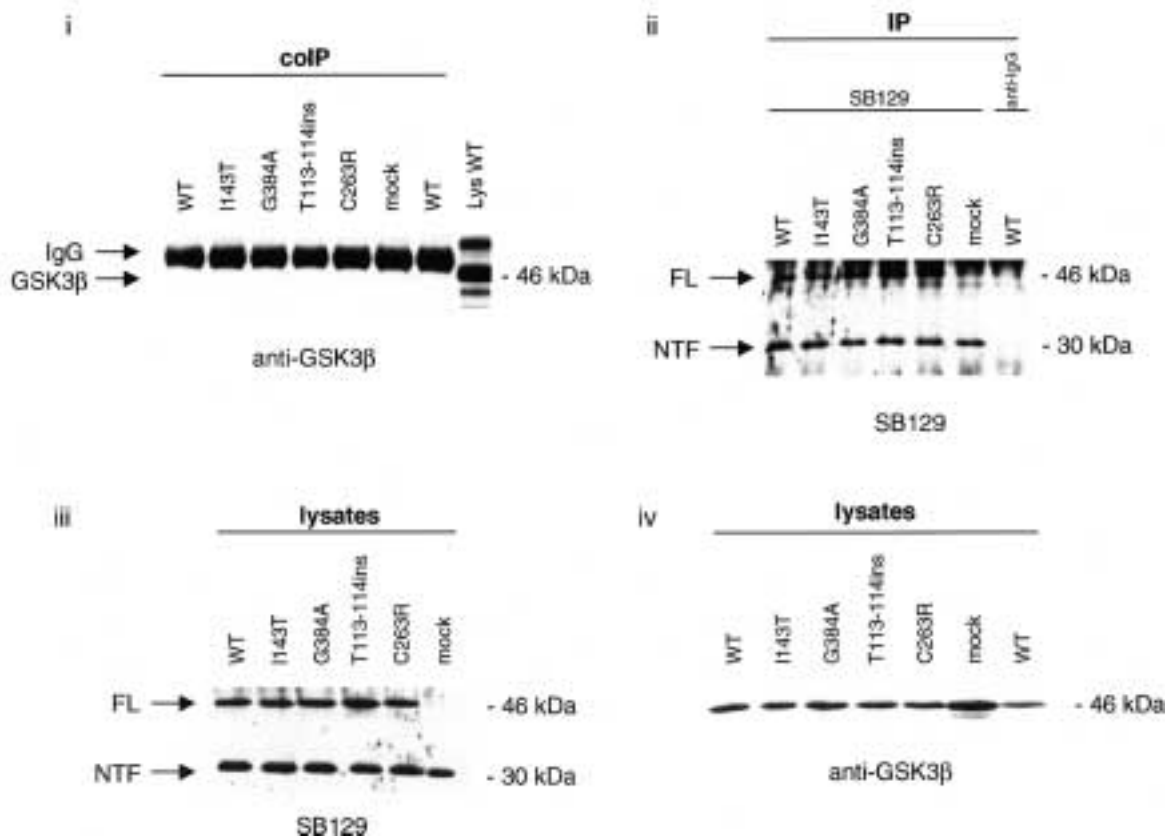 i
coIP
WT
I143T
G384A
T113-114ins
C263R
mock
WT
Lys WT
IgG
GSK3β
- 46 kDa
anti-GSK3β
ii
IP
SB129
anti-IgG
WT
I143T
G384A
T113-114ins
C263R
mock
WT
FL
- 46 kDa
NTF
- 30 kDa
SB129
iii
lysates
WT
I143T
G384A
T113-114ins
C263R
mock
FL
- 46 kDa
NTF
- 30 kDa
SB129
iv
lysates
WT
I143T
G384A
T113-114ins
C263R
mock
WT
- 46 kDa
anti-GSK3β